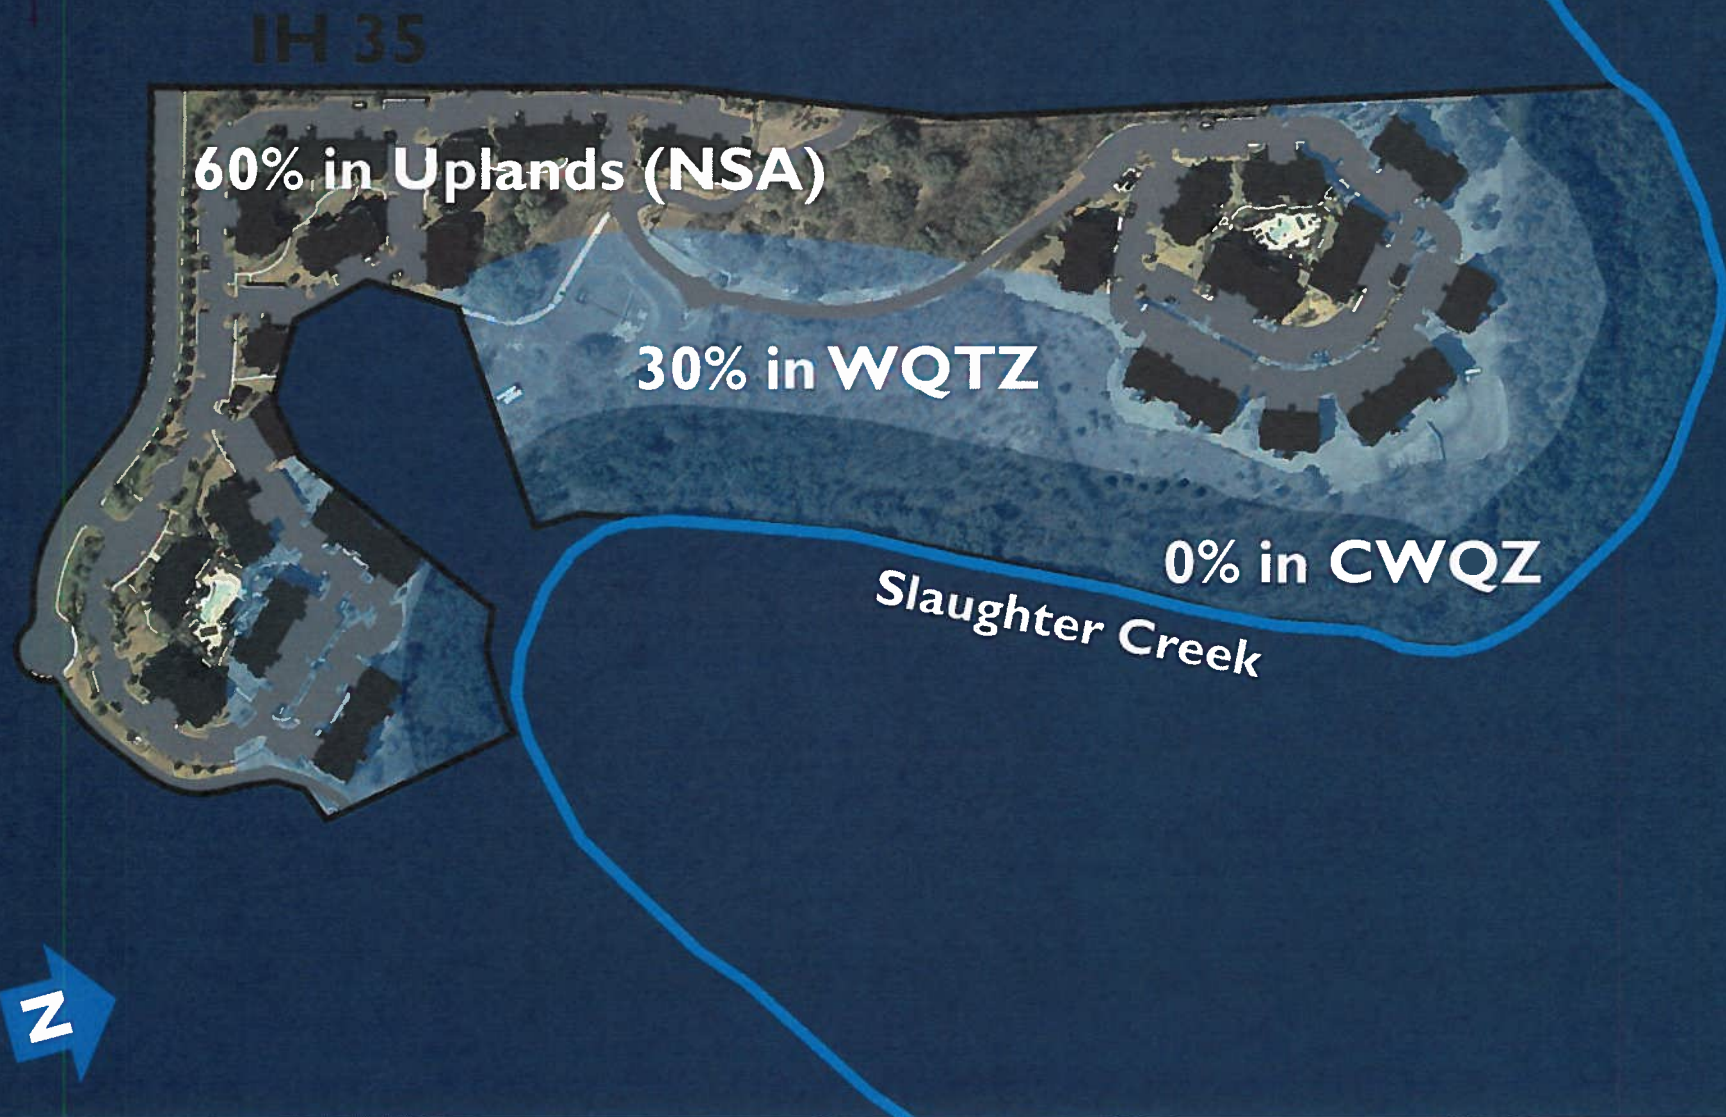 IH 35
60% in Uplands (NSA)
30% in WQTZ
0% in CWQZ
Slaughter Creek
N